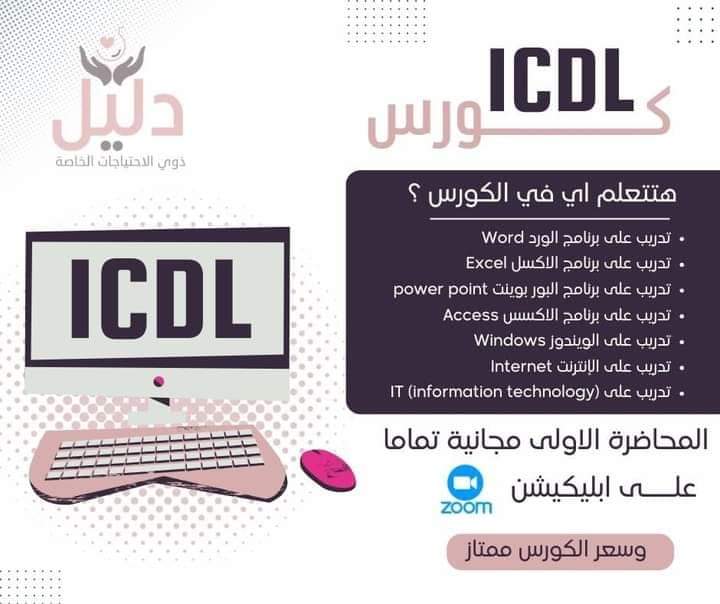 دليل
ذوي الاحتياجات الخاصة
ICDL
كـــورس
هتتعلم اي في الكورس ؟
تدريب على برنامج الورد Word
تدريب على برنامج الاكسل Excel
تدريب على برنامج البور بوينت power point
تدريب على برنامج الاكسس Access
تدريب على الويندوز Windows
تدريب على الإنترنت Internet
تدريب على IT (information technology)
ICDL
المحاضرة الاولى مجانية تماما
علـــى ابليكيشن zoom
وسعر الكورس ممتاز